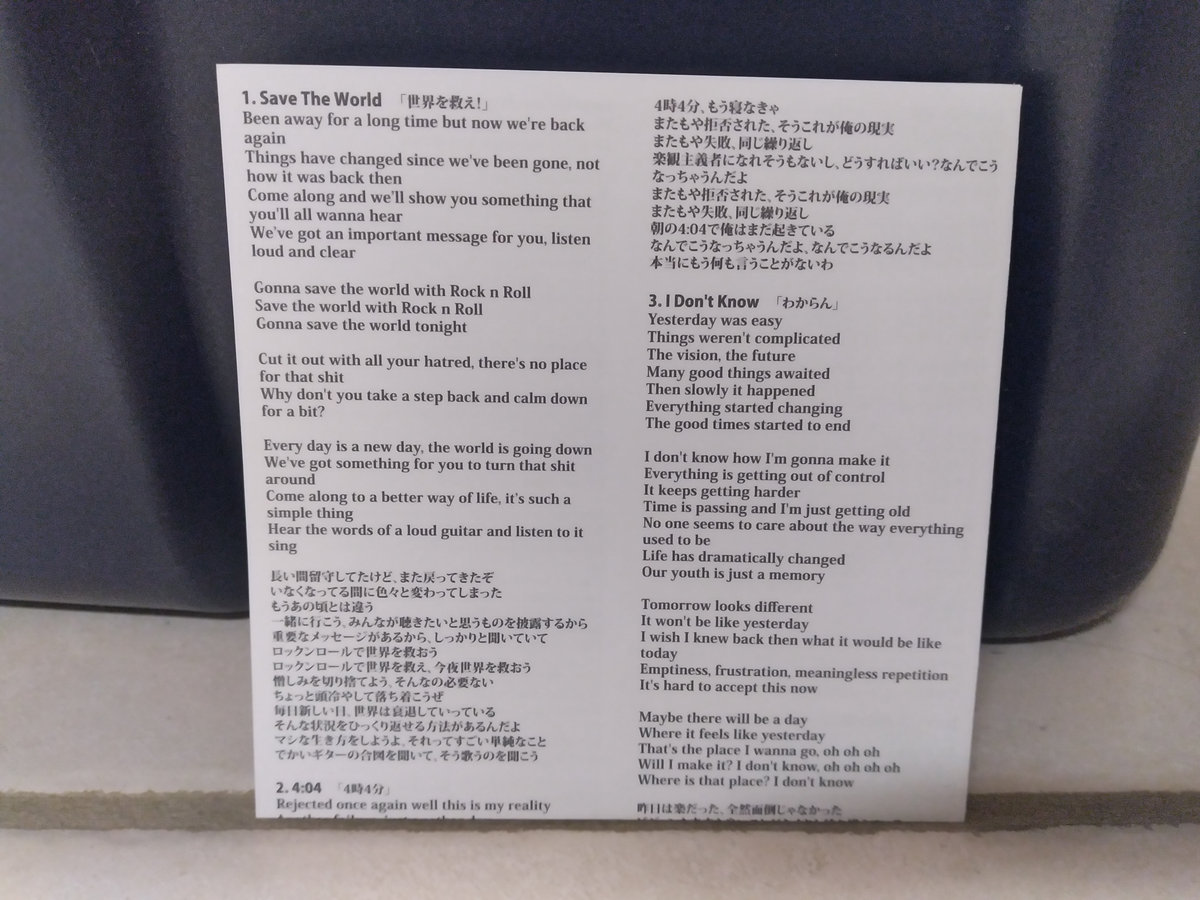 1. Save The World 「世界を救え!」
Been away for a long time but now we're back
again
Things have changed since we've been gone, not
how it was back then
Come along and we'll show you something that
you'll all wanna hear
We've got an important message for you, listen
loud and clear
Gonna save the world with Rock n Roll
Save the world with Rock n Roll
Gonna save the world tonight
Cut it out with all your hatred, there's no place
for that shit
Why don't you take a step back and calm down
for a bit?
Every day is a new day, the world is going down
We've got something for you to turn that shit
around
Come along to a better way of life, it's such a
simple thing
Hear the words of a loud guitar and listen to it
sing
長い間留守してたけど、また戻ってきたぞ
いなくなってる間に色々と変わってしまった
もうあの頃とは違う
一緒に行こう、みんなが聴きたいと思うものを披露するから
重要なメッセージがあるから、しっかりと聞いていて
ロックンロールで世界を救おう
ロックンロールで世界を救え、今夜世界を救おう
憎しみを切り捨てよう、そんなの必要ない
ちょっと頭冷やして落ち着こうぜ
毎日新しい日、世界は衰退していっている
そんな状況をひっくり返せる方法があるんだよ
マシな生き方をしようよ、それってすごい単純なこと
でかいギターの合図を聞いて、そう歌うのを聞こう
2. 4:04 「4時4分」
Rejected once again well this is my reality
4時4分、もう寝なきゃ
またもや拒否された、そうこれが俺の現実
またもや失敗、同じ繰り返し
楽観主義者になれそうもないし、どうすればいい?なんでこう
なっちゃうんだよ
またもや拒否された、そうこれが俺の現実
またもや失敗、同じ繰り返し
朝の4:04で俺はまだ起きている
なんでこうなっちゃうんだよ、なんでこうなるんだよ
本当にもう何も言うことがないわ
3. I Don't Know 「わからん」
Yesterday was easy
Things weren't complicated
The vision, the future
Many good things awaited
Then slowly it happened
Everything started changing
The good times started to end
I don't know how I'm gonna make it
Everything is getting out of control
It keeps getting harder
Time is passing and I'm just getting old
No one seems to care about the way everything
used to be
Life has dramatically changed
Our youth is just a memory
Tomorrow looks different
It won't be like yesterday
I wish I knew back then what it would be like
today
Emptiness, frustration, meaningless repetition
It's hard to accept this now
Maybe there will be a day
Where it feels like yesterday
That's the place I wanna go, oh oh oh
Will I make it? I don't know, oh oh oh oh
Where is that place? I don't know
昨日は楽だった、全然面倒じゃなかった